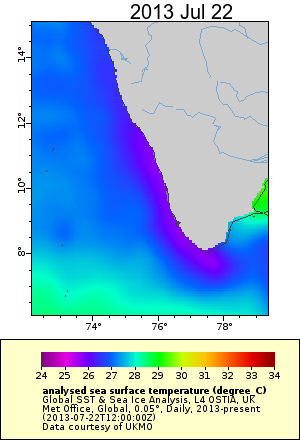 2013 Jul 22
14°
12°
10°
8°
74° 76° 78°
24 25 26 27 28 29 30 31 32 33 34
analysed sea surface temperature (degree_C)
Global SST & Sea Ice Analysis, L4 OSTIA, UK
Met Office, Global, 0.05°, Daily, 2013-present
(2013-07-22T12:00:00Z)
Data courtesy of UKMO